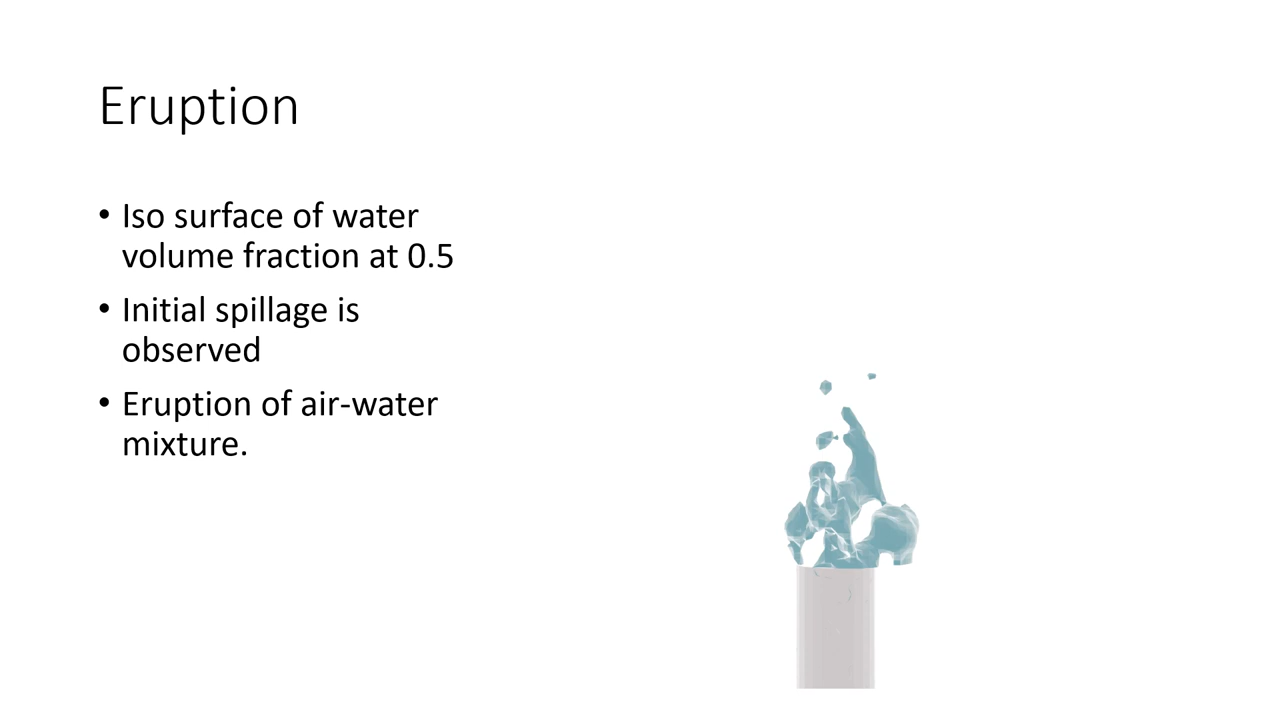 Eruption
• Iso surface of water
volume fraction at 0.5
• Initial spillage is
observed
• Eruption of air-water
mixture.